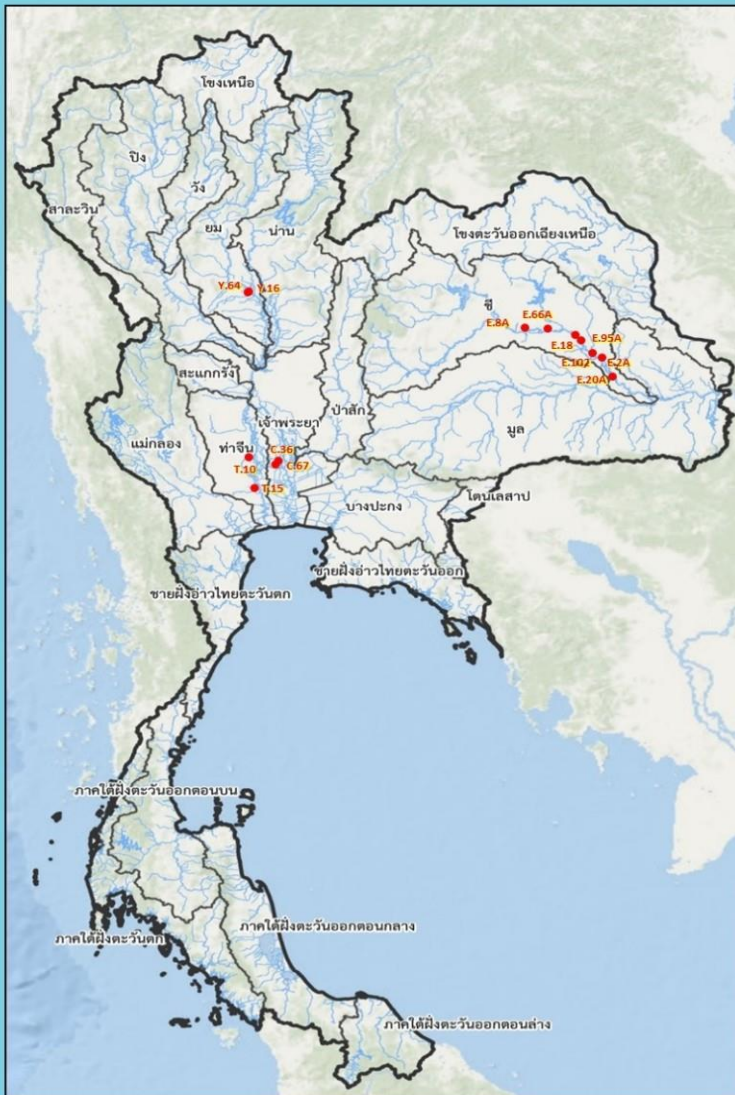 โขงเหนือ
ปิง
วัง
สาละวิน
ยม
น่าน
โขงตะวันออกเฉียงเหนือ
Y.64
Y.16
ชี
E.8A
E.66A
E.18
E.95A
E.102
E.2A
E.20A
สะแกกรัง
เจ้าพระยา
ป่าสัก
แม่กลอง
ท่าจีน
มูล
C.36
C.67
T.10
T.15
บางปะกง
โตนเลสาป
ชายฝั่งอ่าวไทยตะวันออก
ชายฝั่งอ่าวไทยตะวันตก
ภาคใต้ฝั่งตะวันออกตอนบน
ภาคใต้ฝั่งตะวันตก
ภาคใต้ฝั่งตะวันออกตอนกลาง
ภาคใต้ฝั่งตะวันออกตอนล่าง